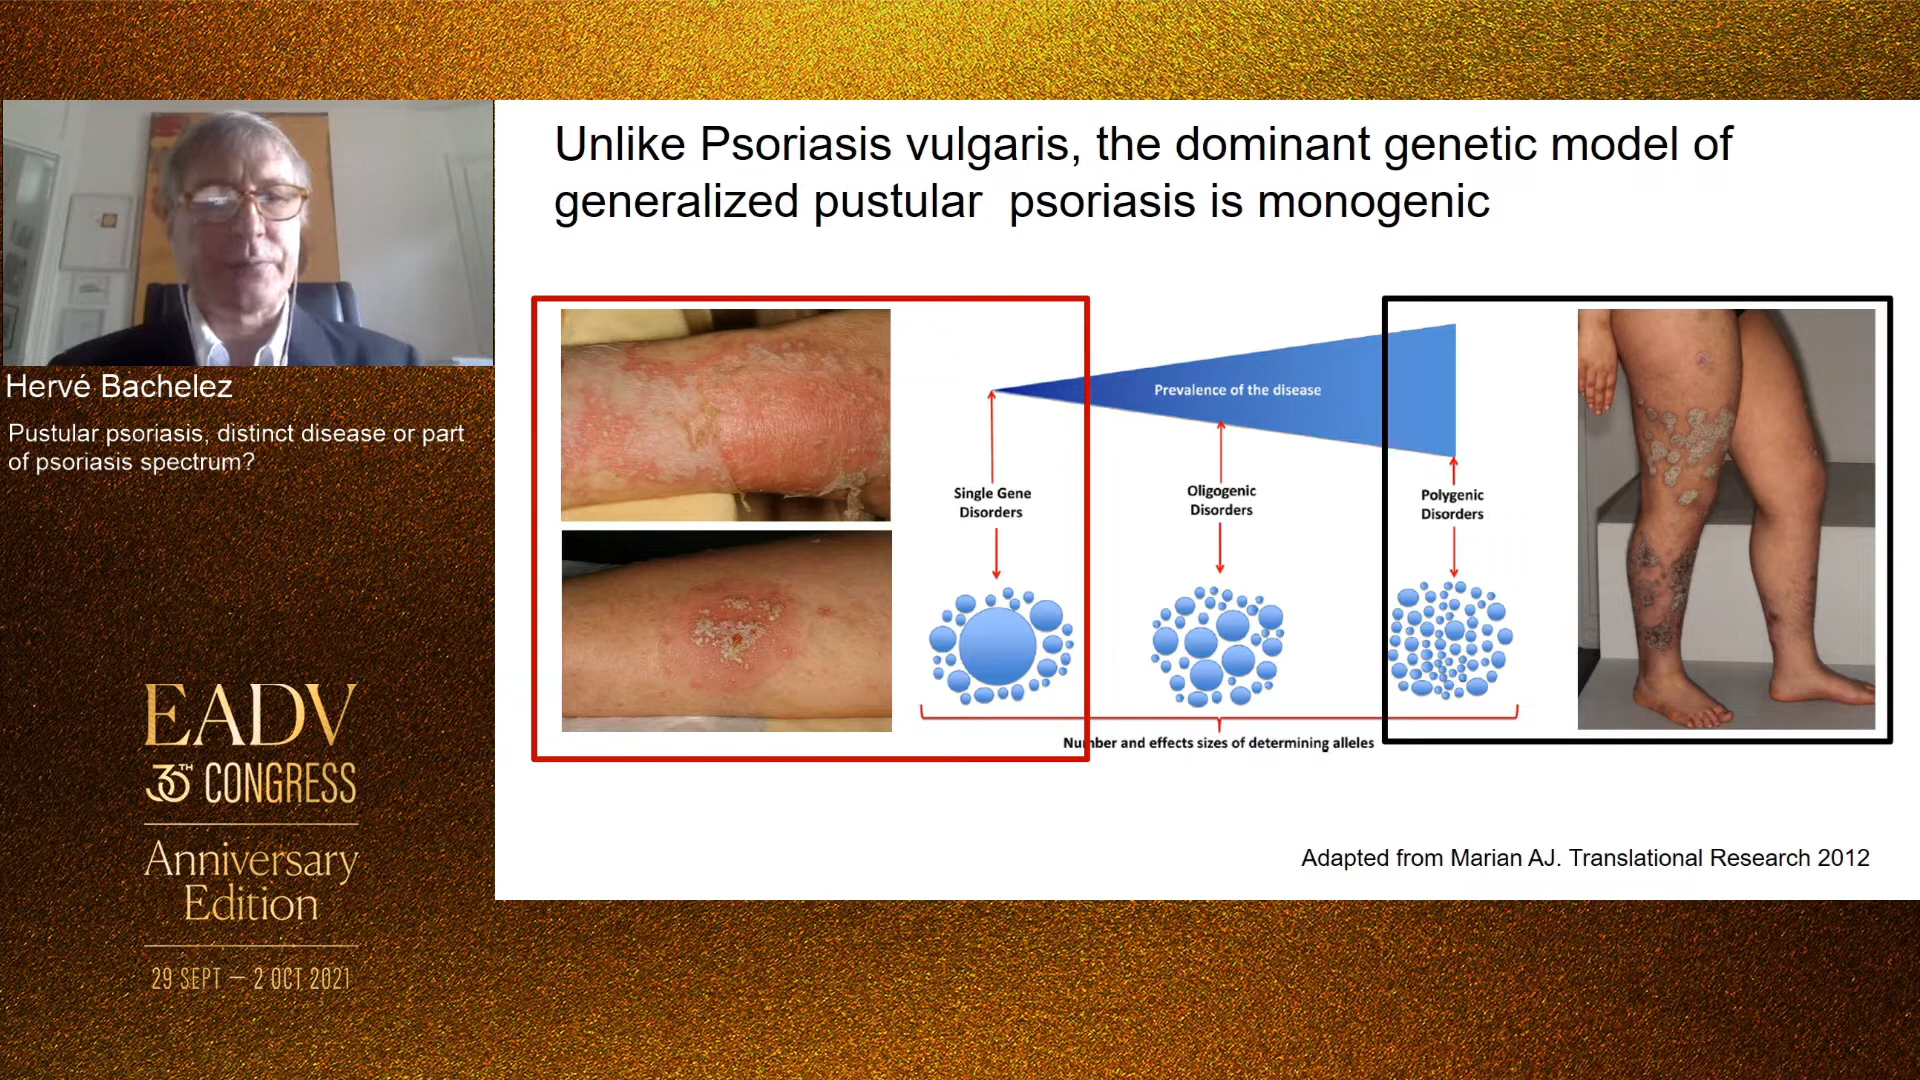 Unlike Psoriasis vulgaris, the dominant genetic model of
generalized pustular psoriasis is monogenic
Hervé Bachelez
Pustular psoriasis, distinct disease or part
of psoriasis spectrum?
Prevalence of the disease
Single Gene
Disorders
Oligogenic
Disorders
Polygenic
Disorders
Number and effects sizes of determining alleles
Adapted from Marian AJ. Translational Research 2012
EADV
30TH CONGRESS
Anniversary
Edition
29 SEPT — 2 OCT 2021